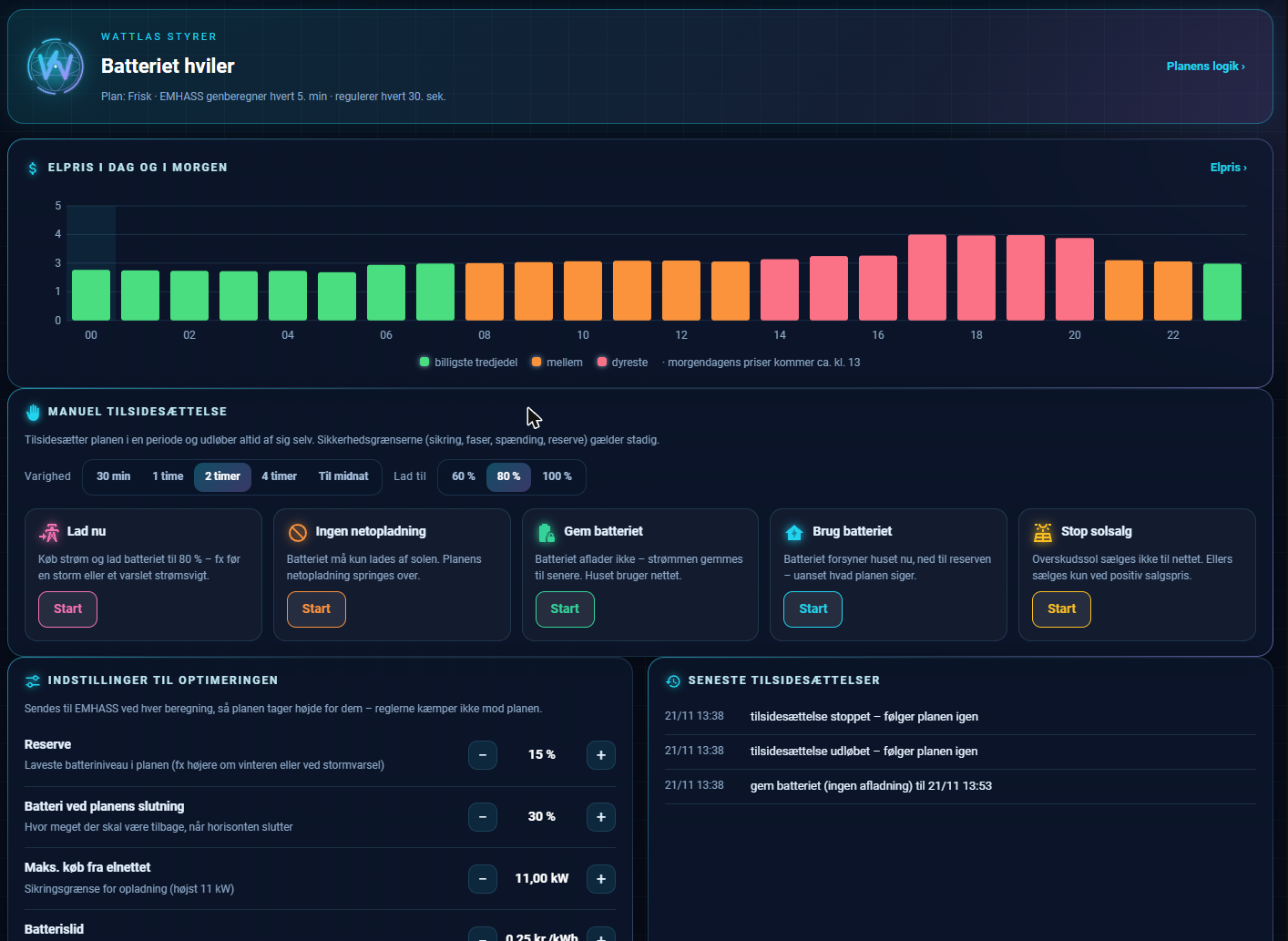 WATTLAS STYRER
Batteriet hviler
Plan: Frisk · EMHASS genberegner hvert 5. min · regulerer hvert 30. sek.
Planens logik ›
ELPRIS I DAG OG I MORGEN
Elpris ›
5
4
3
1
0
00 02 04 06 08 10 12 14 16 18 20 22
billigste tredjedel mellem dyreste · morgendagens priser kommer ca. kl. 13
MANUEL TILSIDESÆTTELSE
Tilsidesætter planen i en periode og udløber altid af sig selv. Sikkerhedsgrænserne (sikring, faser, spænding, reserve) gælder stadig.
Varighed 30 min 1 time 2 timer 4 timer Til midnat Lad til 60 % 80 % 100 %
Lad nu
Køb strøm og lad batteriet til 80 % – fx før
en storm eller et varslet strømsvigt.
Start
Ingen netopladning
Batteriet må kun lades af solen. Planens
netopladning springes over.
Start
Gem batteriet
Batteriet aflader ikke – strømmen gemmes
til senere. Huset bruger nettet.
Start
Brug batteriet
Batteriet forsyner huset nu, ned til reserven
– uanset hvad planen siger.
Start
Stop solsalg
Overskudssol sælges ikke til nettet. Ellers
sælges kun ved positiv salgspris.
Start
INDSTILLINGER TIL OPTIMERINGEN
Sendes til EMHASS ved hver beregning, så planen tager højde for dem – reglerne kæmper ikke mod planen.
Reserve
Laveste batteriniveau i planen (fx højere om vinteren eller ved stormvarsel)
− 15 % +
Batteri ved planens slutning
Hvor meget der skal være tilbage, når horisonten slutter
− 30 % +
Maks. køb fra elnettet
Sikringsgrænse for opladning (højst 11 kW)
− 11,00 kW +
Batterislid
− 0,25 kr./kWh +
SENESTE TILSIDESÆTTELSER
21/11 13:38 tilsidesættelse stoppet – følger planen igen
21/11 13:38 tilsidesættelse udløbet – følger planen igen
21/11 13:38 gem batteriet (ingen afladning) til 21/11 13:53